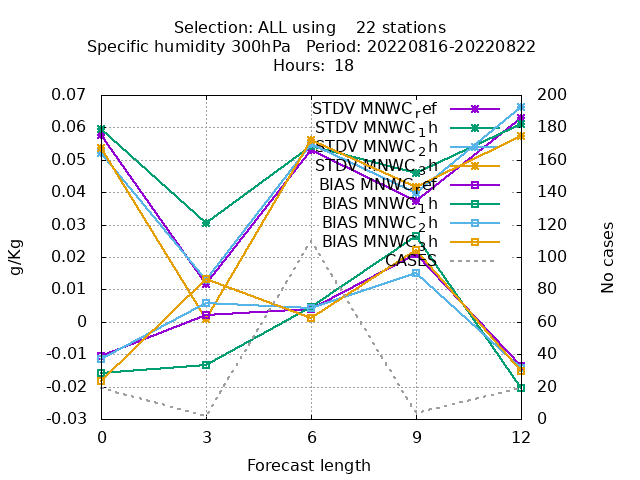 Selection: ALL using    22 stations
Specific humidity 300hPa   Period: 20220816-20220822
Hours: 18
0.07
0.06
0.05
0.04
0.03
0.02
0.01
0
-0.01
-0.02
-0.03
g/Kg
STDV MNWC_ref
STDV MNWC_1h
STDV MNWC_2h
STDV MNWC_3h
BIAS MNWC_ref
BIAS MNWC_1h
BIAS MNWC_2h
BIAS MNWC_3h
CASES
200
180
160
140
120
100
80
60
40
20
0
No cases
0 3 6 9 12
Forecast length